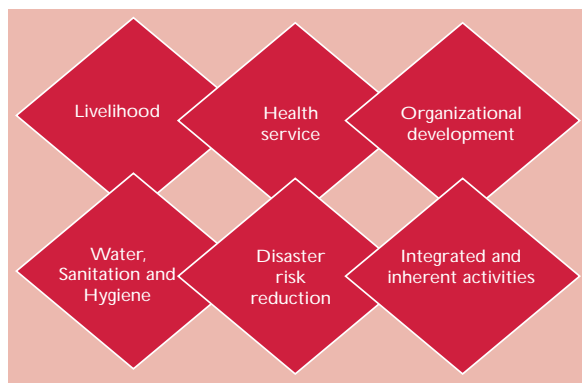 Livelihood
Health
service
Organizational
development
Water,
Sanitation and
Hygiene
Disaster
risk
reduction
Integrated and
inherent activities